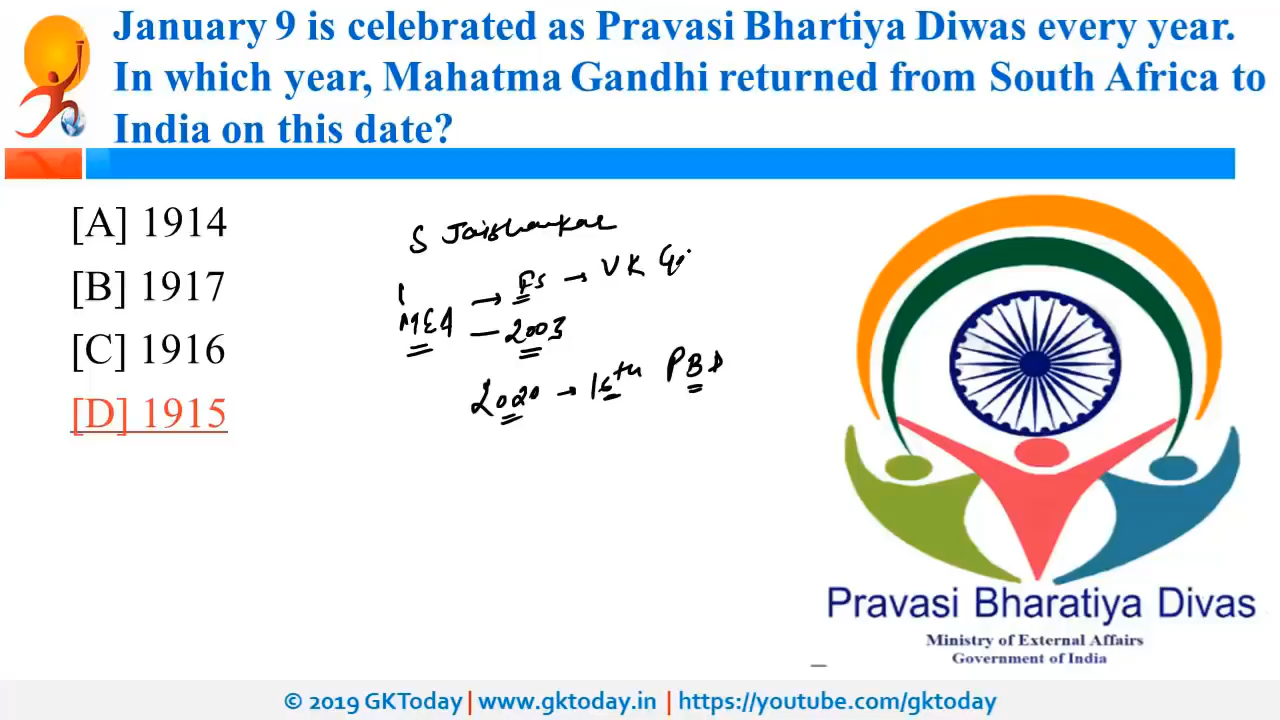 January 9 is celebrated as Pravasi Bhartiya Diwas every year.
In which year, Mahatma Gandhi returned from South Africa to
India on this date?
[A] 1914
[B] 1917
[C] 1916
[D] 1915
S Jaishankar
MEA → FS → VK
— 2003
2020 → 16th PBD
Pravasi Bharatiya Divas
Ministry of External Affairs
Government of India
© 2019 GKToday | www.gktoday.in | https://youtube.com/gktoday